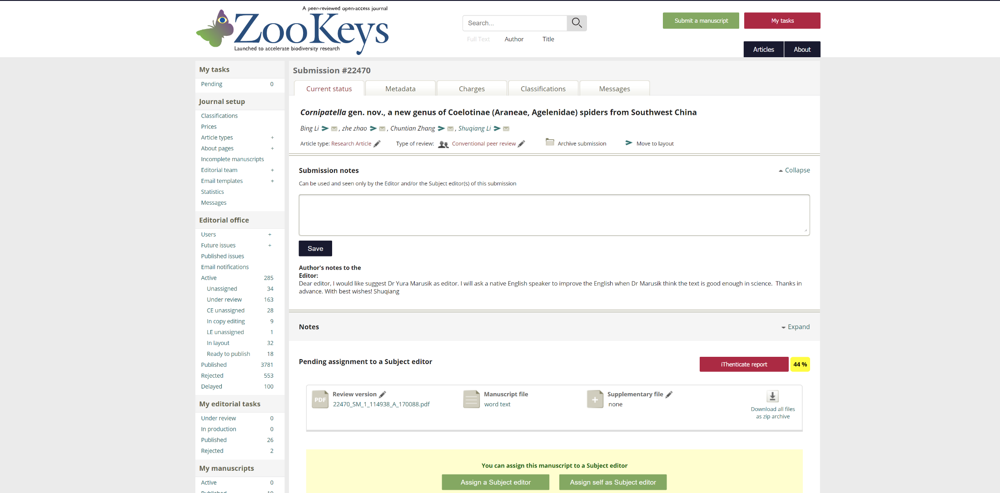 A peer-reviewed open-access journal
ZooKeys
Launched to accelerate biodiversity research
Search...
Full Text Author Title
Submit a manuscript My tasks
Articles About
My tasks
Pending 0
Journal setup
Classifications
Prices
Article types +
About pages +
Incomplete manuscripts
Editorial team +
Email templates +
Statistics
Messages
Editorial office
Users +
Future issues +
Published issues
Email notifications
Active 285
Unassigned 34
Under review 163
CE unassigned 28
In copy editing 9
LE unassigned 1
In layout 32
Ready to publish 18
Published 3781
Rejected 553
Delayed 100
My editorial tasks
Under review 0
In production 0
Published 26
Rejected 2
My manuscripts
Active 0
Submission #22470
Current status Metadata Charges Classifications Messages
Cornipatella gen. nov., a new genus of Coelotinae (Araneae, Agelenidae) spiders from Southwest China
Bing Li , zhe zhao , Chuntian Zhang , Shuqiang Li
Article type: Research Article Type of review: Conventional peer review Archive submission Move to layout
Submission notes Collapse
Can be used and seen only by the Editor and/or the Subject editor(s) of this submission
Save
Author's notes to the
Editor:
Dear editor, I would like suggest Dr Yura Marusik as editor. I will ask a native English speaker to improve the English when Dr Marusik think the text is good enough in science. Thanks in
advance. With best wishes! Shuqiang
Notes Expand
Pending assignment to a Subject editor iThenticate report 44 %
PDF Review version Manuscript file Supplementary file
22470_SM_1_114938_A_170088.pdf word text none
Download all files
as zip archive
You can assign this manuscript to a Subject editor
Assign a Subject editor Assign self as Subject editor